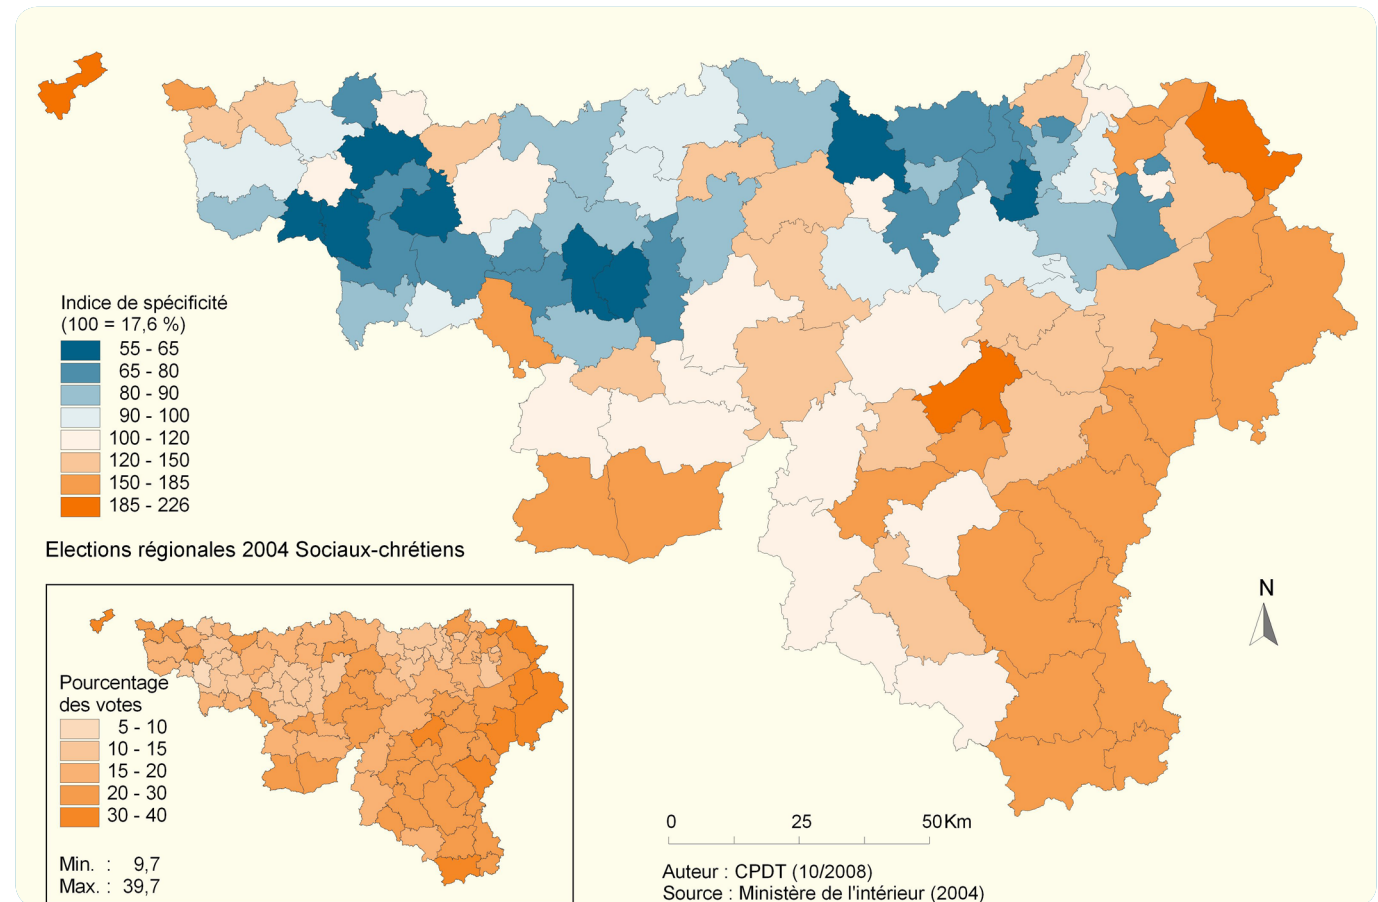 Indice de spécificité
(100 = 17,6 %)
55 - 65
65 - 80
80 - 90
90 - 100
100 - 120
120 - 150
150 - 185
185 - 226
Elections régionales 2004 Sociaux-chrétiens
N
Pourcentage
des votes
5 - 10
10 - 15
15 - 20
20 - 30
30 - 40
Min. : 9,7
Max. : 39,7
0 25 50Km
Auteur : CPDT (10/2008)
Source : Ministère de l'intérieur (2004)